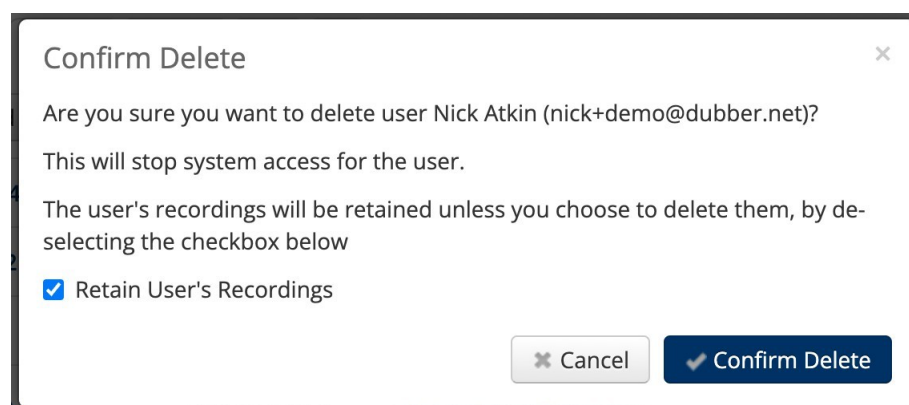 Confirm Delete
Are you sure you want to delete user Nick Atkin (nick+demo@dubber.net)?
This will stop system access for the user.
The user's recordings will be retained unless you choose to delete them, by de-
selecting the checkbox below
Retain User's Recordings
Cancel
Confirm Delete